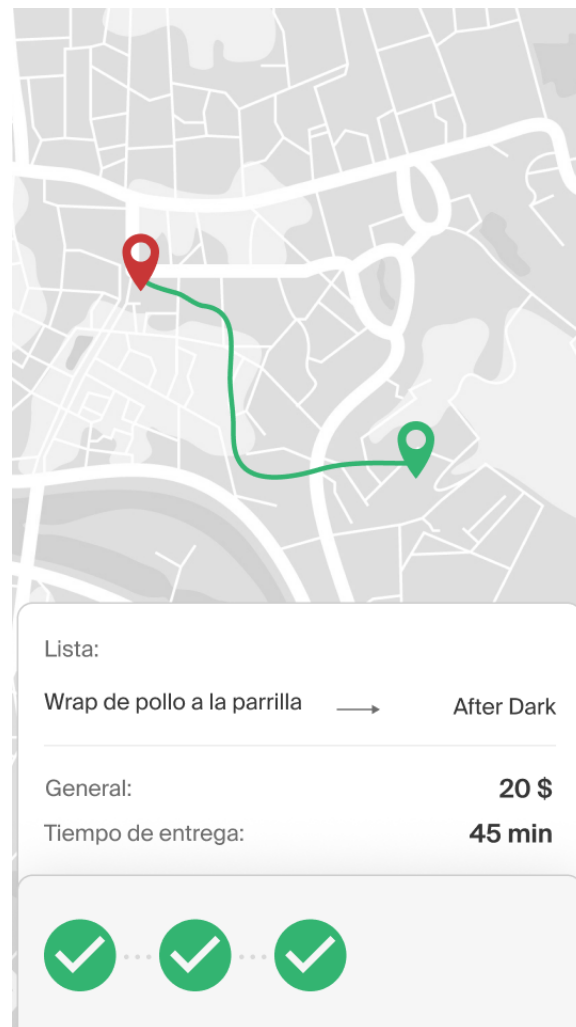 Lista:
Wrap de pollo a la parrilla → After Dark
General: 20 $
Tiempo de entrega: 45 min